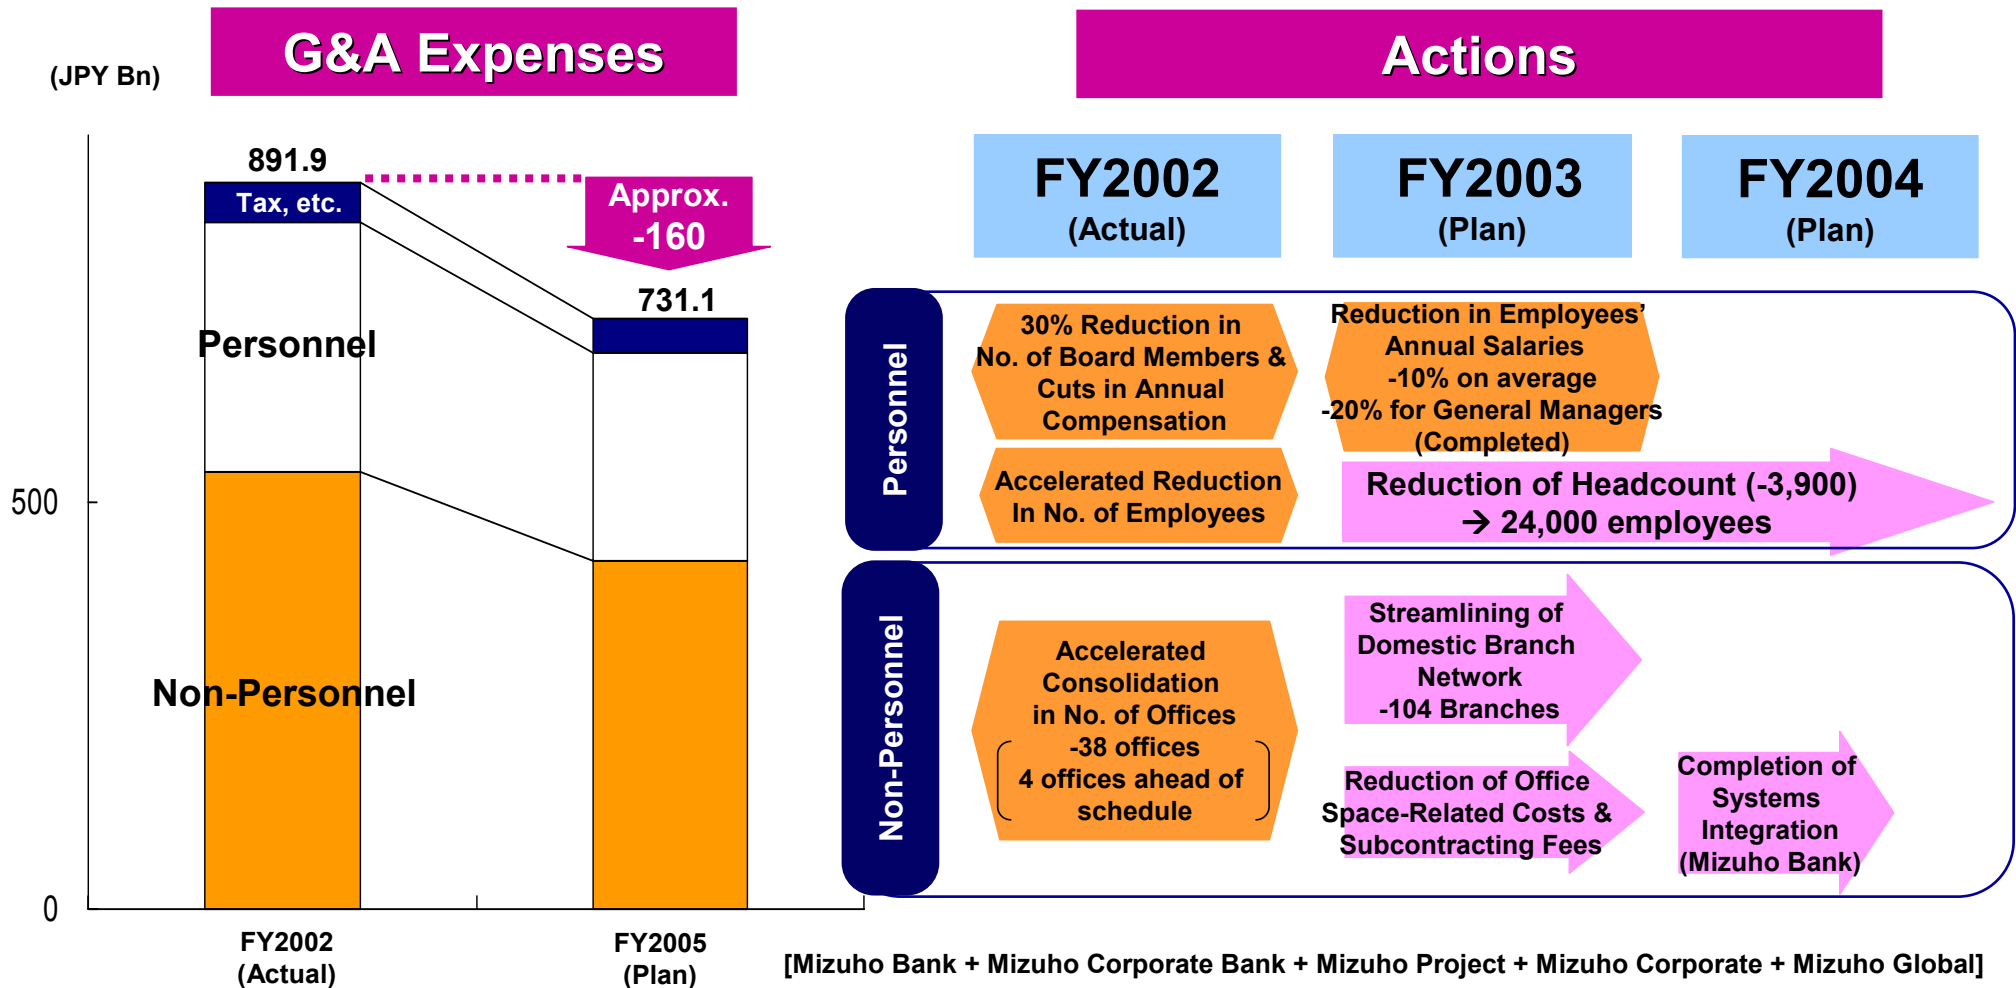 G&A Expenses
(JPY Bn)
891.9
Tax, etc.
Approx.
-160
731.1
Personnel
500
Non-Personnel
0
FY2002
(Actual)
FY2005
(Plan)
Actions
FY2002
(Actual)
FY2003
(Plan)
FY2004
(Plan)
Personnel
30% Reduction in
No. of Board Members &
Cuts in Annual
Compensation
Reduction in Employees’
Annual Salaries
-10% on average
-20% for General Managers
(Completed)
Accelerated Reduction
In No. of Employees
Reduction of Headcount (-3,900)
→ 24,000 employees
Non-Personnel
Accelerated
Consolidation
in No. of Offices
-38 offices
4 offices ahead of
schedule
Streamlining of
Domestic Branch
Network
-104 Branches
Reduction of Office
Space-Related Costs &
Subcontracting Fees
Completion of
Systems
Integration
(Mizuho Bank)
[Mizuho Bank + Mizuho Corporate Bank + Mizuho Project + Mizuho Corporate + Mizuho Global]